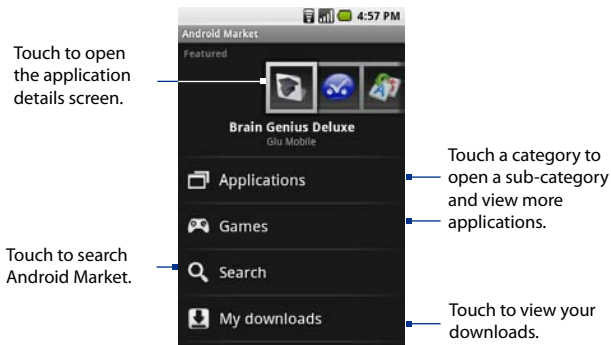 4:57 PM
Android Market
Featured
Brain Genius Deluxe
Glu Mobile
Applications
Games
Search
My downloads
Touch to open
the application
details screen.
Touch to search
Android Market.
Touch a category to
open a sub-category
and view more
applications.
Touch to view your
downloads.